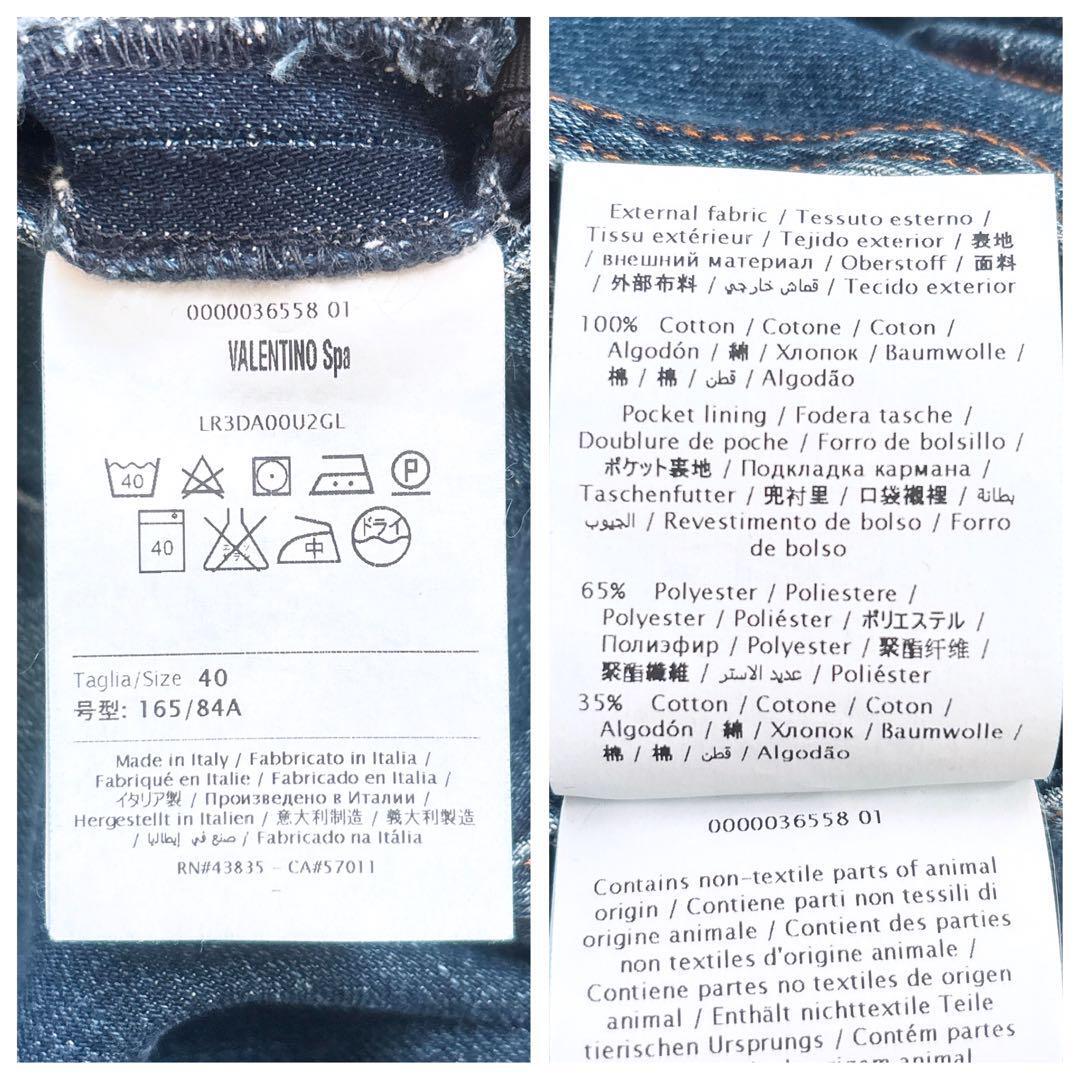 0000036558 01
VALENTINO Spa
LR3DA00U2GL
40
P
40
中
ドライ
Taglia/Size 40
号型: 165/84A
Made in Italy / Fabbricato in Italia /
Fabriqué en Italie / Fabricado en Italia /
イタリア製 / Произведено в Италии /
Hergestellt in Italien / 意大利制造 / 義大利製造
/ صنع في إيطاليا / Fabricado na Itália
RN#43835 - CA#57011
External fabric / Tessuto esterno /
Tissu extérieur / Tejido exterior / 表地
/ внешний материал / Oberstoff / 面料
/ 外部布料 / قماش خارجي / Tecido exterior
100% Cotton / Cotone / Coton /
Algodón / 綿 / Хлопок / Baumwolle /
棉 / 棉 / قطن / Algodão
Pocket lining / Fodera tasche /
Doublure de poche / Forro de bolsillo /
ポケット裏地 / Подкладка кармана /
Taschenfutter / 兜衬里 / 口袋襯裡 / بطانة
الجيوب / Revestimento de bolso / Forro
de bolso
65% Polyester / Poliestere /
Polyester / Poliéster / ポリエステル /
Полиэфир / Polyester / 聚酯纤维 /
聚酯纖維 / عديد الاستر / Poliéster
35% Cotton / Cotone / Coton /
Algodón / 綿 / Хлопок / Baumwolle /
棉 / 棉 / قطن / Algodão
0000036558 01
Contains non-textile parts of animal
origin / Contiene parti non tessili di
origine animale / Contient des parties
non textiles d'origine animale /
Contiene partes no textiles de origen
animal / Enthält nichttextile Teile
tierischen Ursprungs / Contém partes
animal